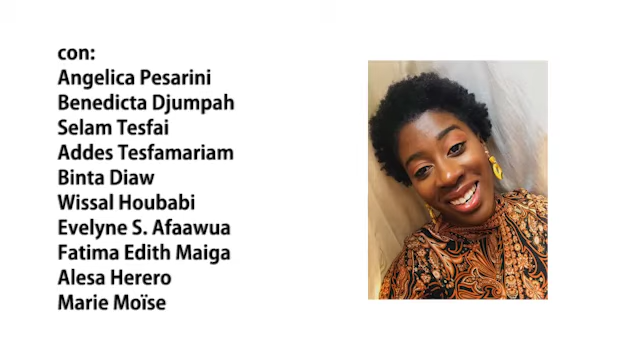 con:
Angelica Pesarini
Benedicta Djumpah
Selam Tesfai
Addes Tesfamariam
Binta Diaw
Wissal Houbabi
Evelyne S. Afaawua
Fatima Edith Maiga
Alesa Herero
Marie Moïse